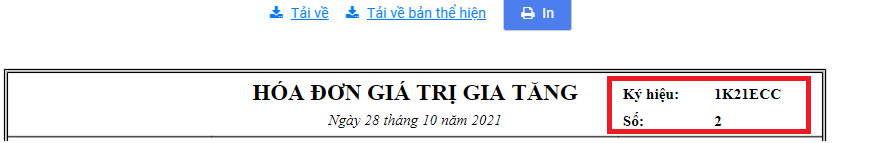 Tải về Tải về bản thể hiện In
HÓA ĐƠN GIÁ TRỊ GIA TĂNG
Ngày 28 tháng 10 năm 2021
Ký hiệu: 1K21ECC
Số: 2